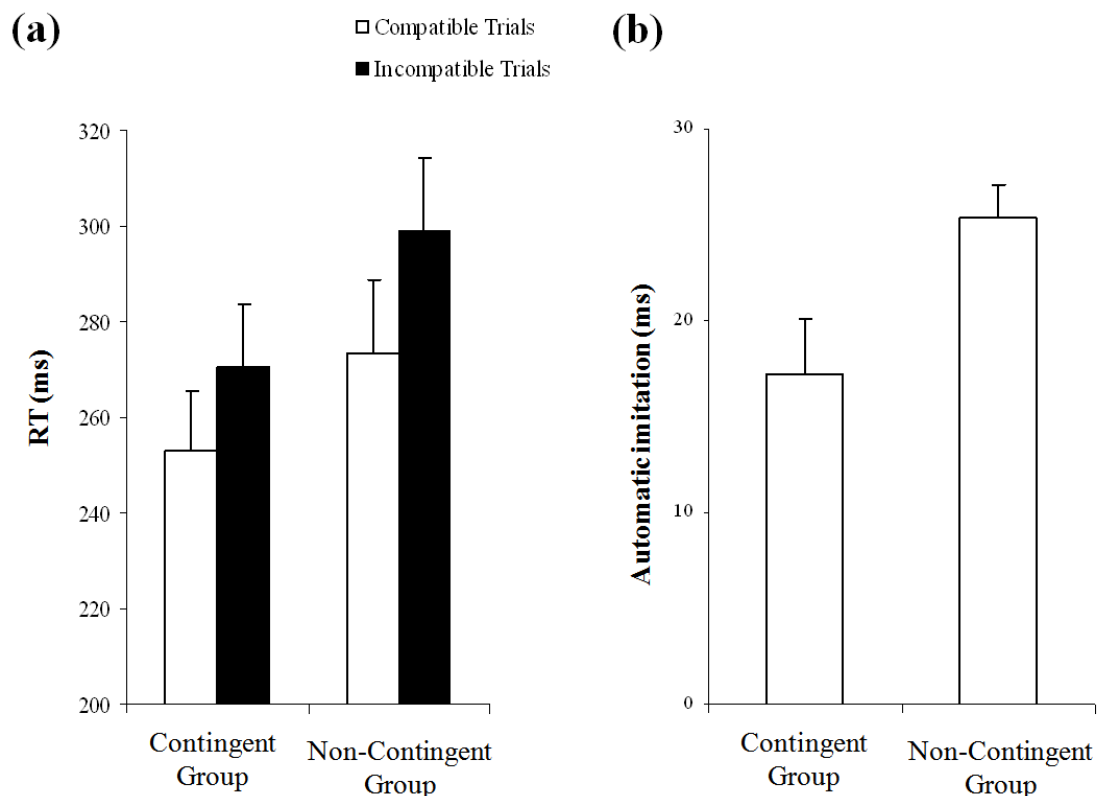 (a)
Compatible Trials
Incompatible Trials
320
300
280
260
240
220
200
RT (ms)
Contingent
Group
Non-Contingent
Group
(b)
30
20
10
0
Automatic imitation (ms)
Contingent
Group
Non-Contingent
Group